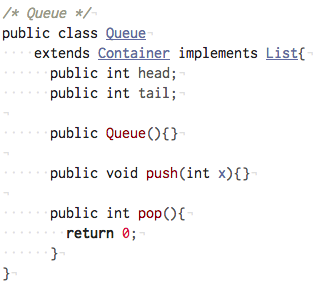 /* Queue */
public class Queue
    extends Container implements List{
      public int head;
      public int tail;

      public Queue(){}

      public void push(int x){}

      public int pop(){
        return 0;
      }
}